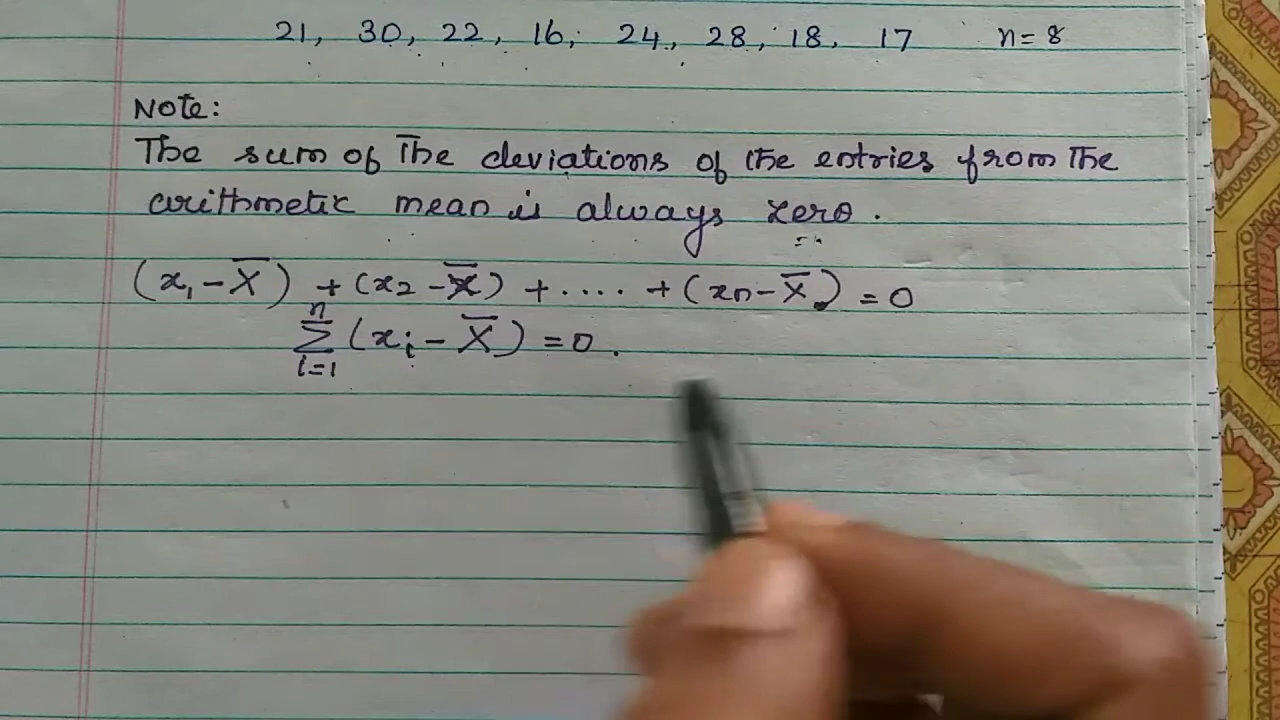 21, 30, 22, 16, 24, 28, 18, 17 n=8
Note:
The sum of The deviations of the entries from The
arithmetic mean is always zero.
(x₁-X̅) + (x₂-X̅) + .... + (xn-X̅) = 0
n
Σ (xᵢ-X̅) = 0.
i=1